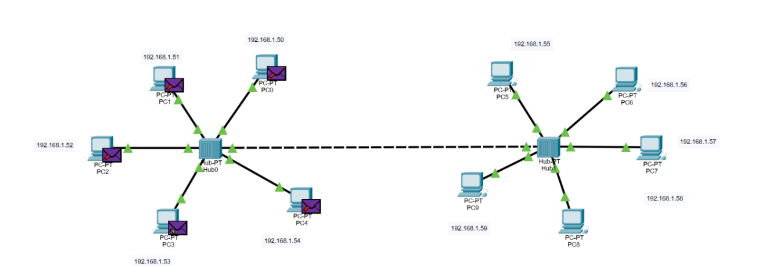 192.168.1.50
192.168.1.51
PC-PT
PC0
PC-PT
PC1
192.168.1.52
PC-PT
PC2
Hub-PT
Hub0
PC-PT
PC3
192.168.1.53
PC-PT
PC4
192.168.1.54
192.168.1.55
PC-PT
PC5
192.168.1.56
PC-PT
PC6
192.168.1.57
PC-PT
PC7
Hub-PT
192.168.1.58
PC-PT
PC9
192.168.1.59
PC-PT
PC8